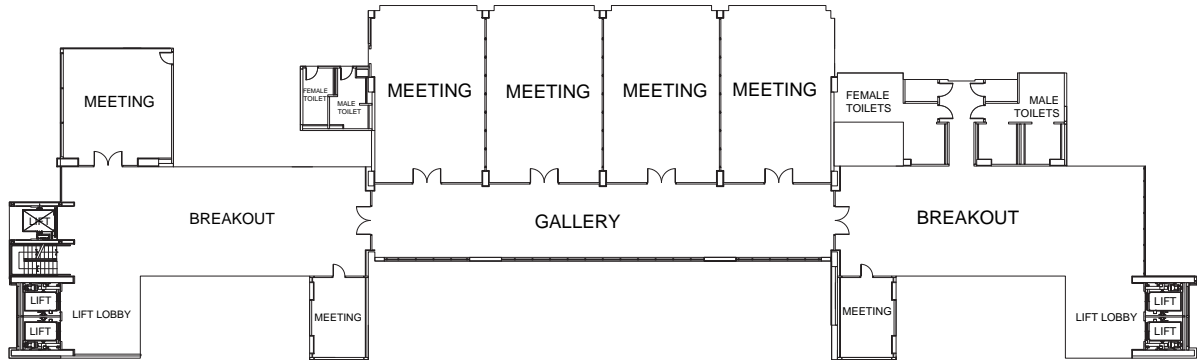 MEETING
FEMALE
TOILET
MALE
TOILET
MEETING
MEETING
MEETING
MEETING
FEMALE
TOILETS
MALE
TOILETS
LIFT
BREAKOUT
GALLERY
BREAKOUT
LIFT
LIFT
LIFT LOBBY
MEETING
MEETING
LIFT LOBBY
LIFT
LIFT